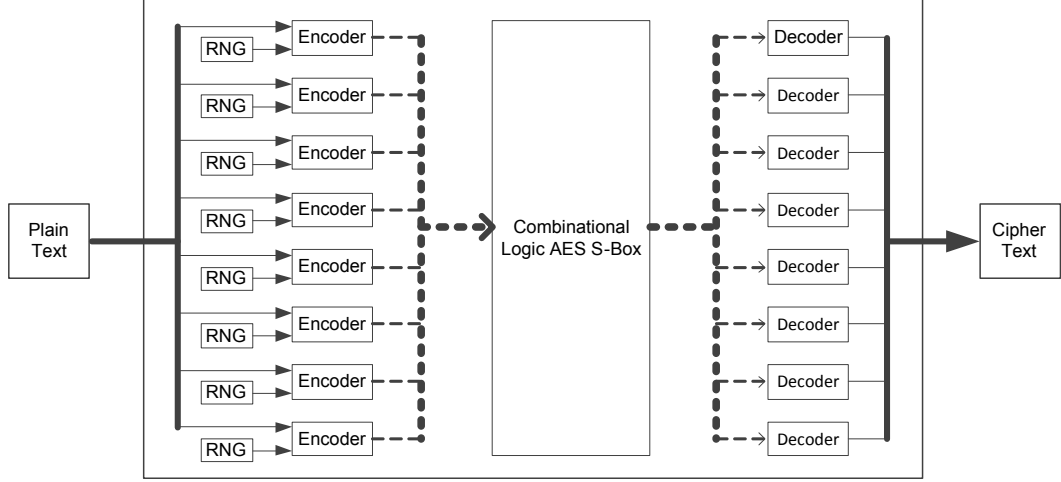 Encoder
RNG
Decoder
Encoder
RNG
Decoder
Encoder
RNG
Decoder
Encoder
RNG
Decoder
Plain
Text
Combinational
Logic AES S-Box
Cipher
Text
Encoder
RNG
Decoder
Encoder
RNG
Decoder
Encoder
RNG
Decoder
Encoder
RNG
Decoder